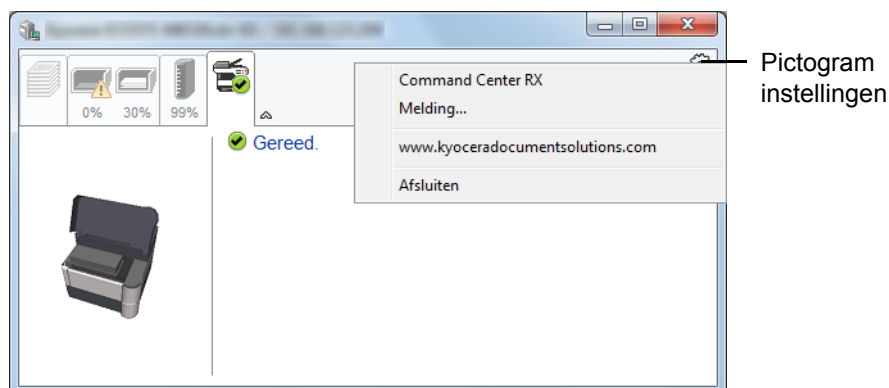 Pictogram
instellingen
Command Center RX
Melding...
www.kyoceradocumentsolutions.com
Afsluiten
0% 30% 99%
Gereed.